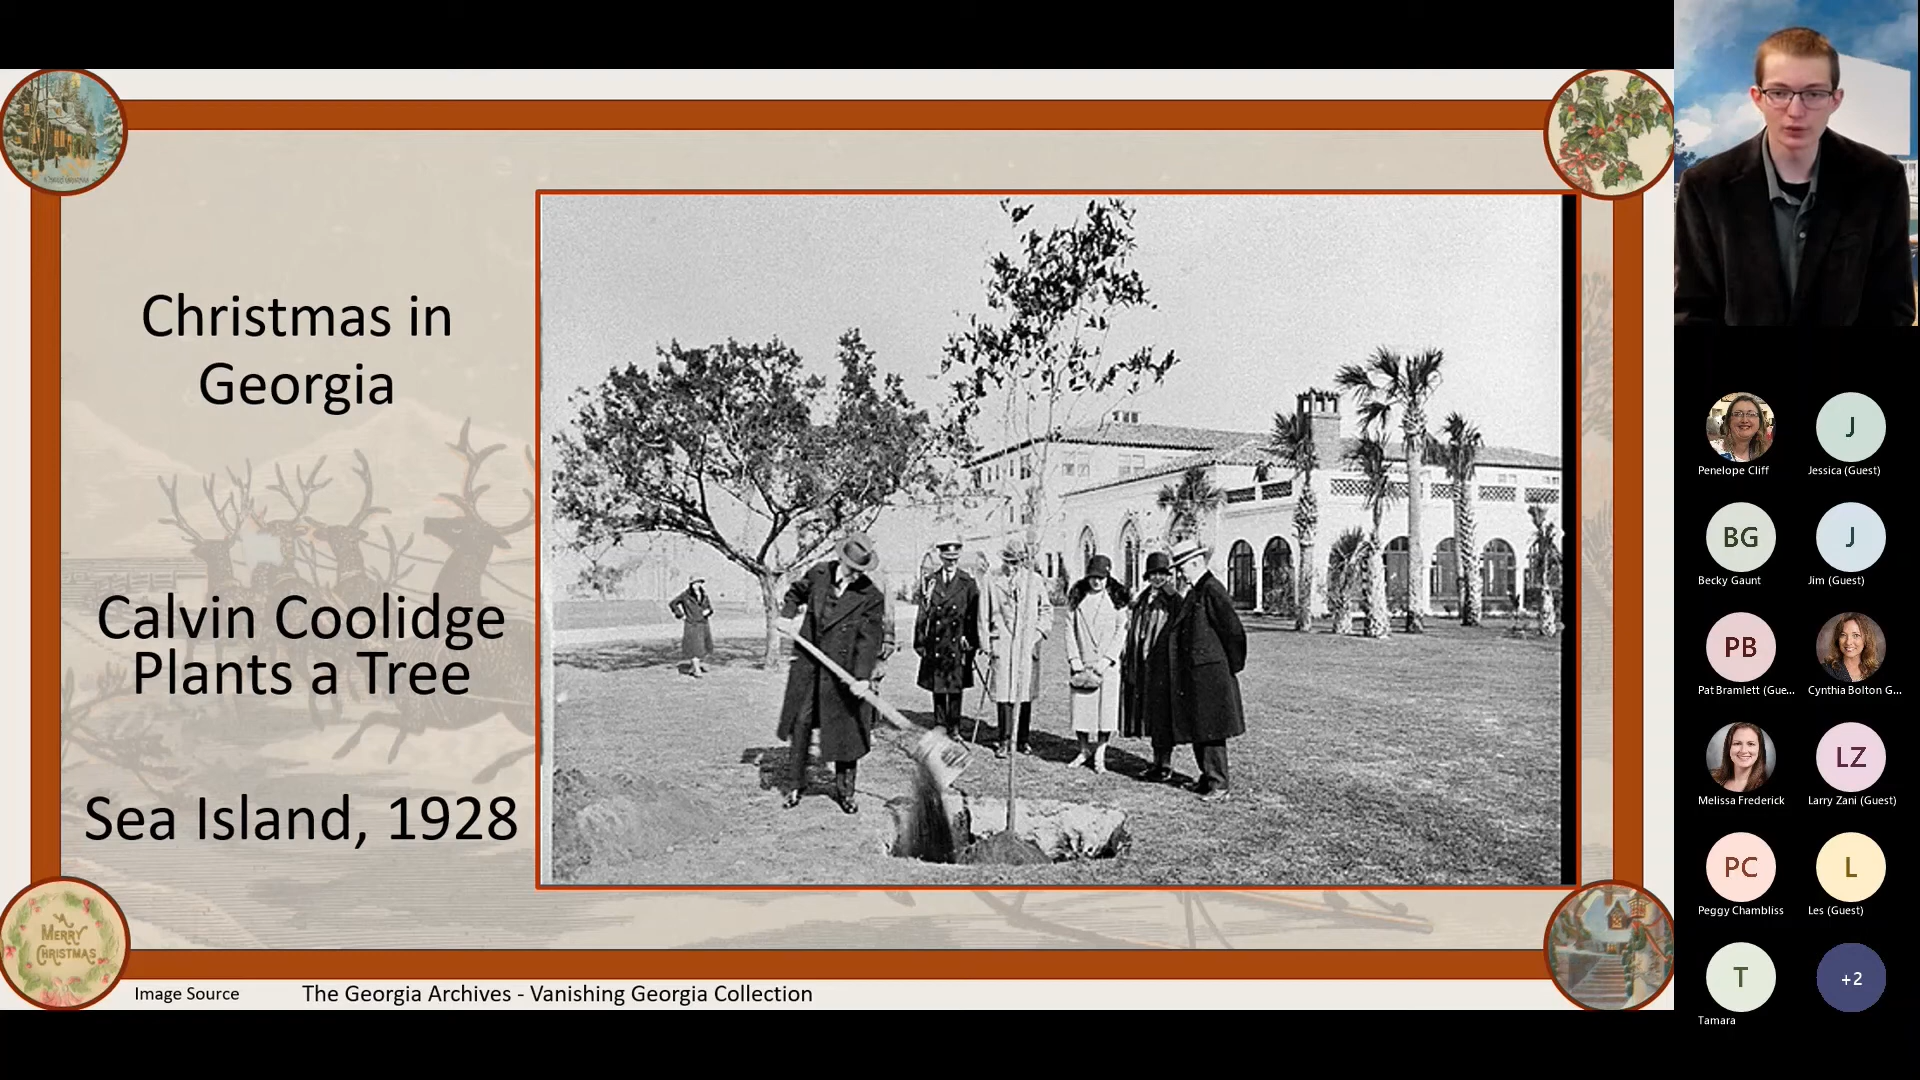 Christmas in
Georgia
Calvin Coolidge
Plants a Tree
Sea Island, 1928
A
MERRY
CHRISTMAS
Image Source
The Georgia Archives - Vanishing Georgia Collection
Penelope Cliff
J
Jessica (Guest)
BG
Becky Gaunt
J
Jim (Guest)
PB
Pat Bramlett (Gue...
Cynthia Bolton G...
Melissa Frederick
LZ
Larry Zani (Guest)
PC
Peggy Chambliss
L
Les (Guest)
T
Tamara
+2